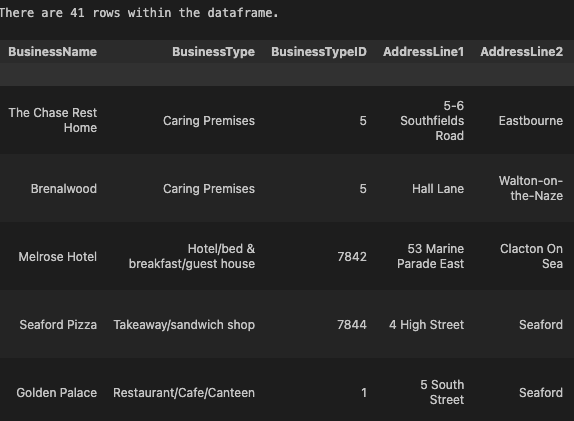 There are 41 rows within the dataframe.
BusinessName BusinessType BusinessTypeID AddressLine1 AddressLine2
The Chase Rest Home Caring Premises 5 5-6 Southfields Road Eastbourne
Brenalwood Caring Premises 5 Hall Lane Walton-on-the-Naze
Melrose Hotel Hotel/bed & breakfast/guest house 7842 53 Marine Parade East Clacton On Sea
Seaford Pizza Takeaway/sandwich shop 7844 4 High Street Seaford
Golden Palace Restaurant/Cafe/Canteen 1 5 South Street Seaford